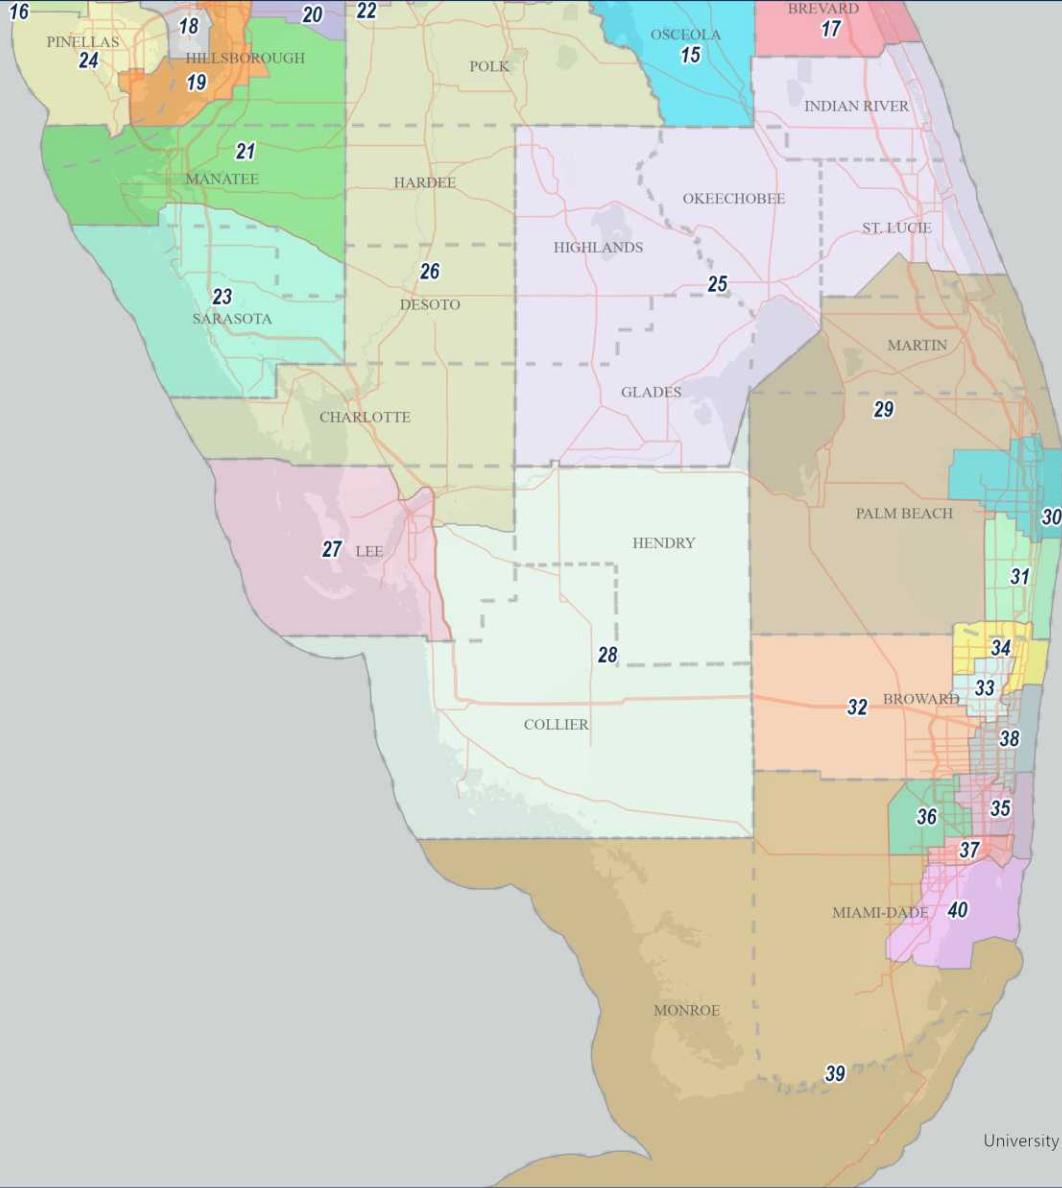 16
18
20
22
BREVARD
17
PINELLAS
24
HILLSBOROUGH
19
POLK
OSCEOLA
15
INDIAN RIVER
21
MANATEE
HARDEE
OKEECHOBEE
HIGHLANDS
ST. LUCIE
26
DESOTO
25
23
SARASOTA
MARTIN
GLADES
29
CHARLOTTE
PALM BEACH
30
27
LEE
HENDRY
31
28
34
33
32
BROWARD
COLLIER
38
36
35
37
MIAMI-DADE
40
MONROE
39
University